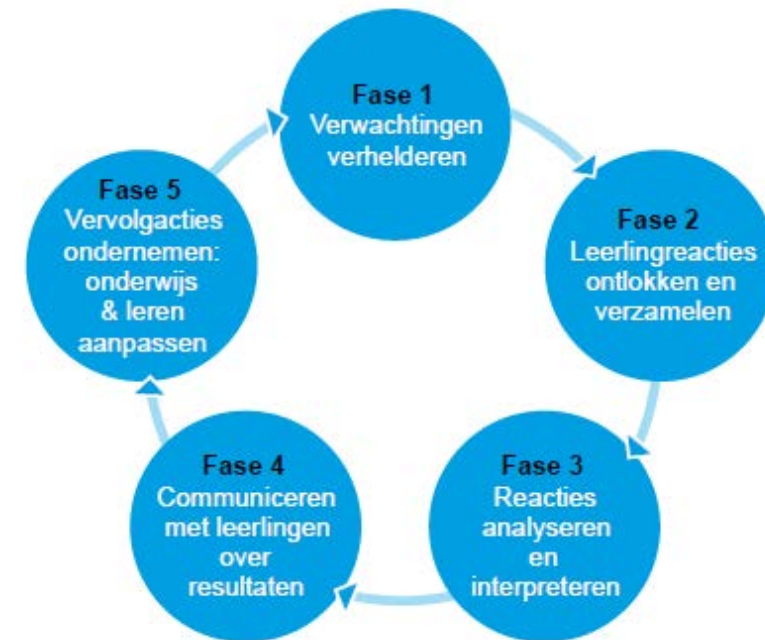 Fase 1
Verwachtingen
verhelderen
Fase 2
Leerlingreacties
ontlokken en
verzamelen
Fase 3
Reacties
analyseren
en
interpreteren
Fase 4
Communiceren
met leerlingen
over
resultaten
Fase 5
Vervolgacties
ondernemen:
onderwijs
& leren
aanpassen